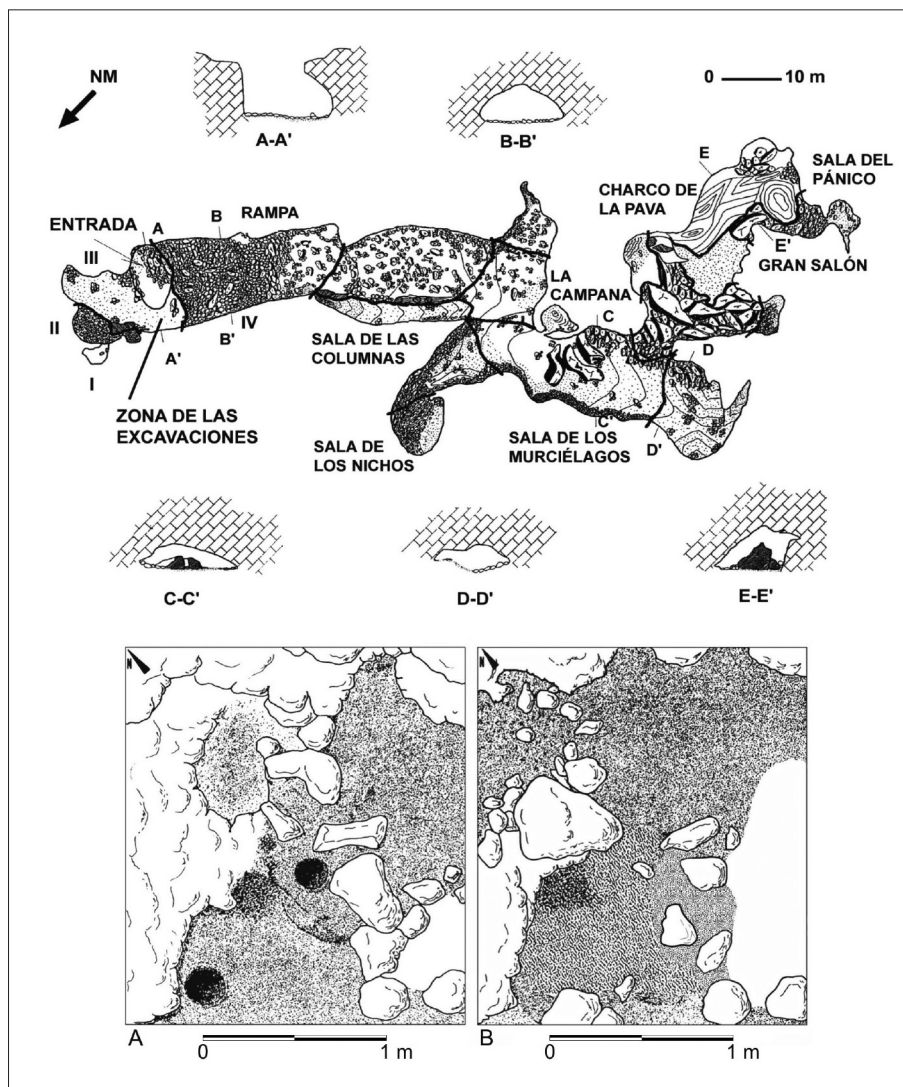 NM
0 10 m
A-A'
B-B'
E
SALA DEL
PÁNICO
CHARCO DE
LA PAVA
B RAMPA
ENTRADA A
III
E'
GRAN SALÓN
LA
CAMPANA
II
IV
C
SALA DE LAS
COLUMNAS
B'
A'
I
D
ZONA DE LAS
EXCAVACIONES
SALA DE
LOS NICHOS
C'
SALA DE LOS
MURCIÉLAGOS
D'
C-C'
D-D'
E-E'
N
N
A
0 1 m
B
0 1 m